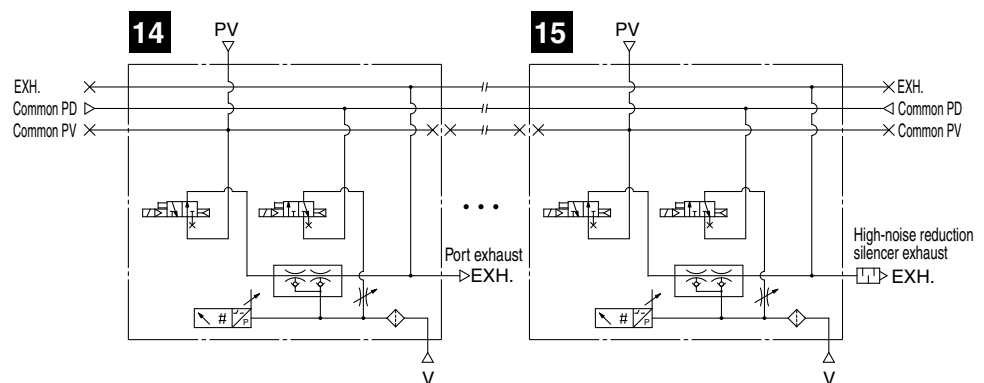 14
PV
15
PV
EXH.
Common PD
Common PV
EXH.
Common PD
Common PV
Port exhaust
EXH.
High-noise reduction
silencer exhaust
EXH.
#
P
#
P
V
V